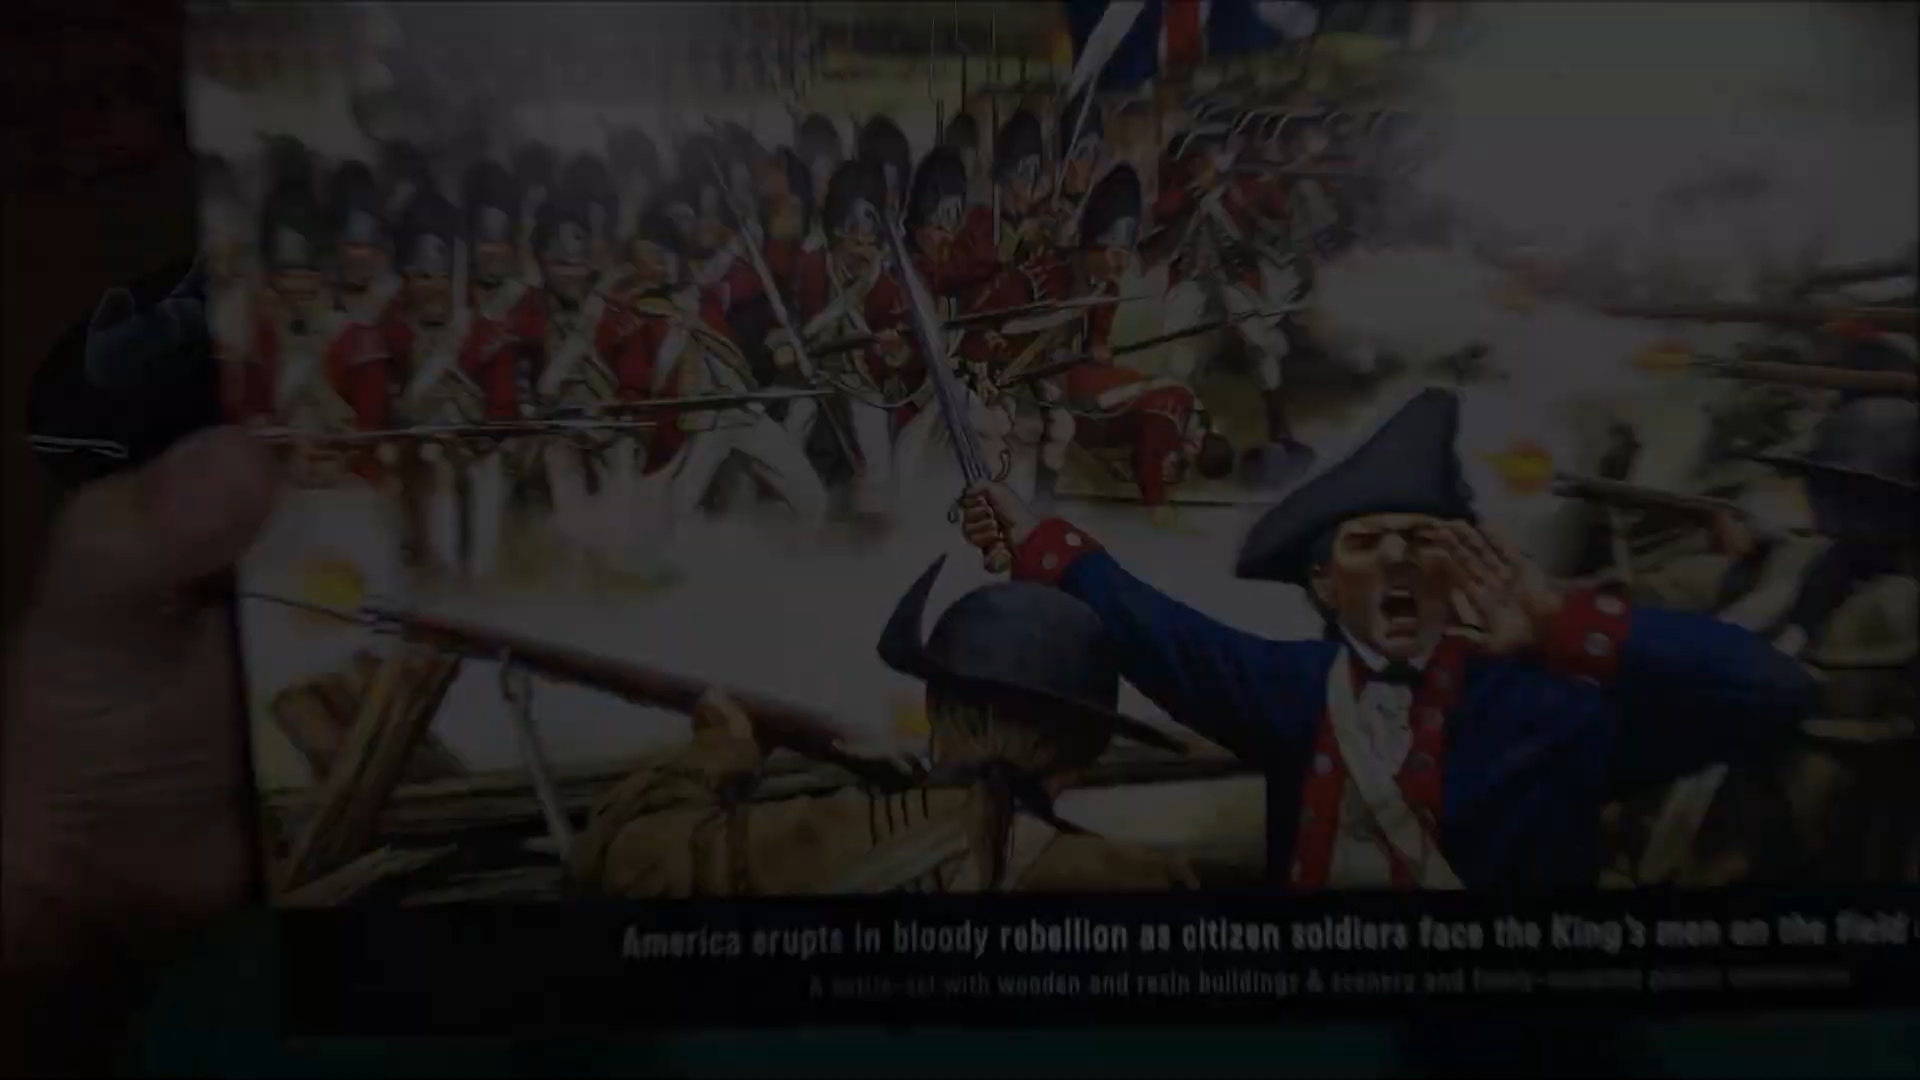 America erupts in bloody rebellion as citizen soldiers face the King's men on the field
A battle-set with wooden and resin buildings & scenery and